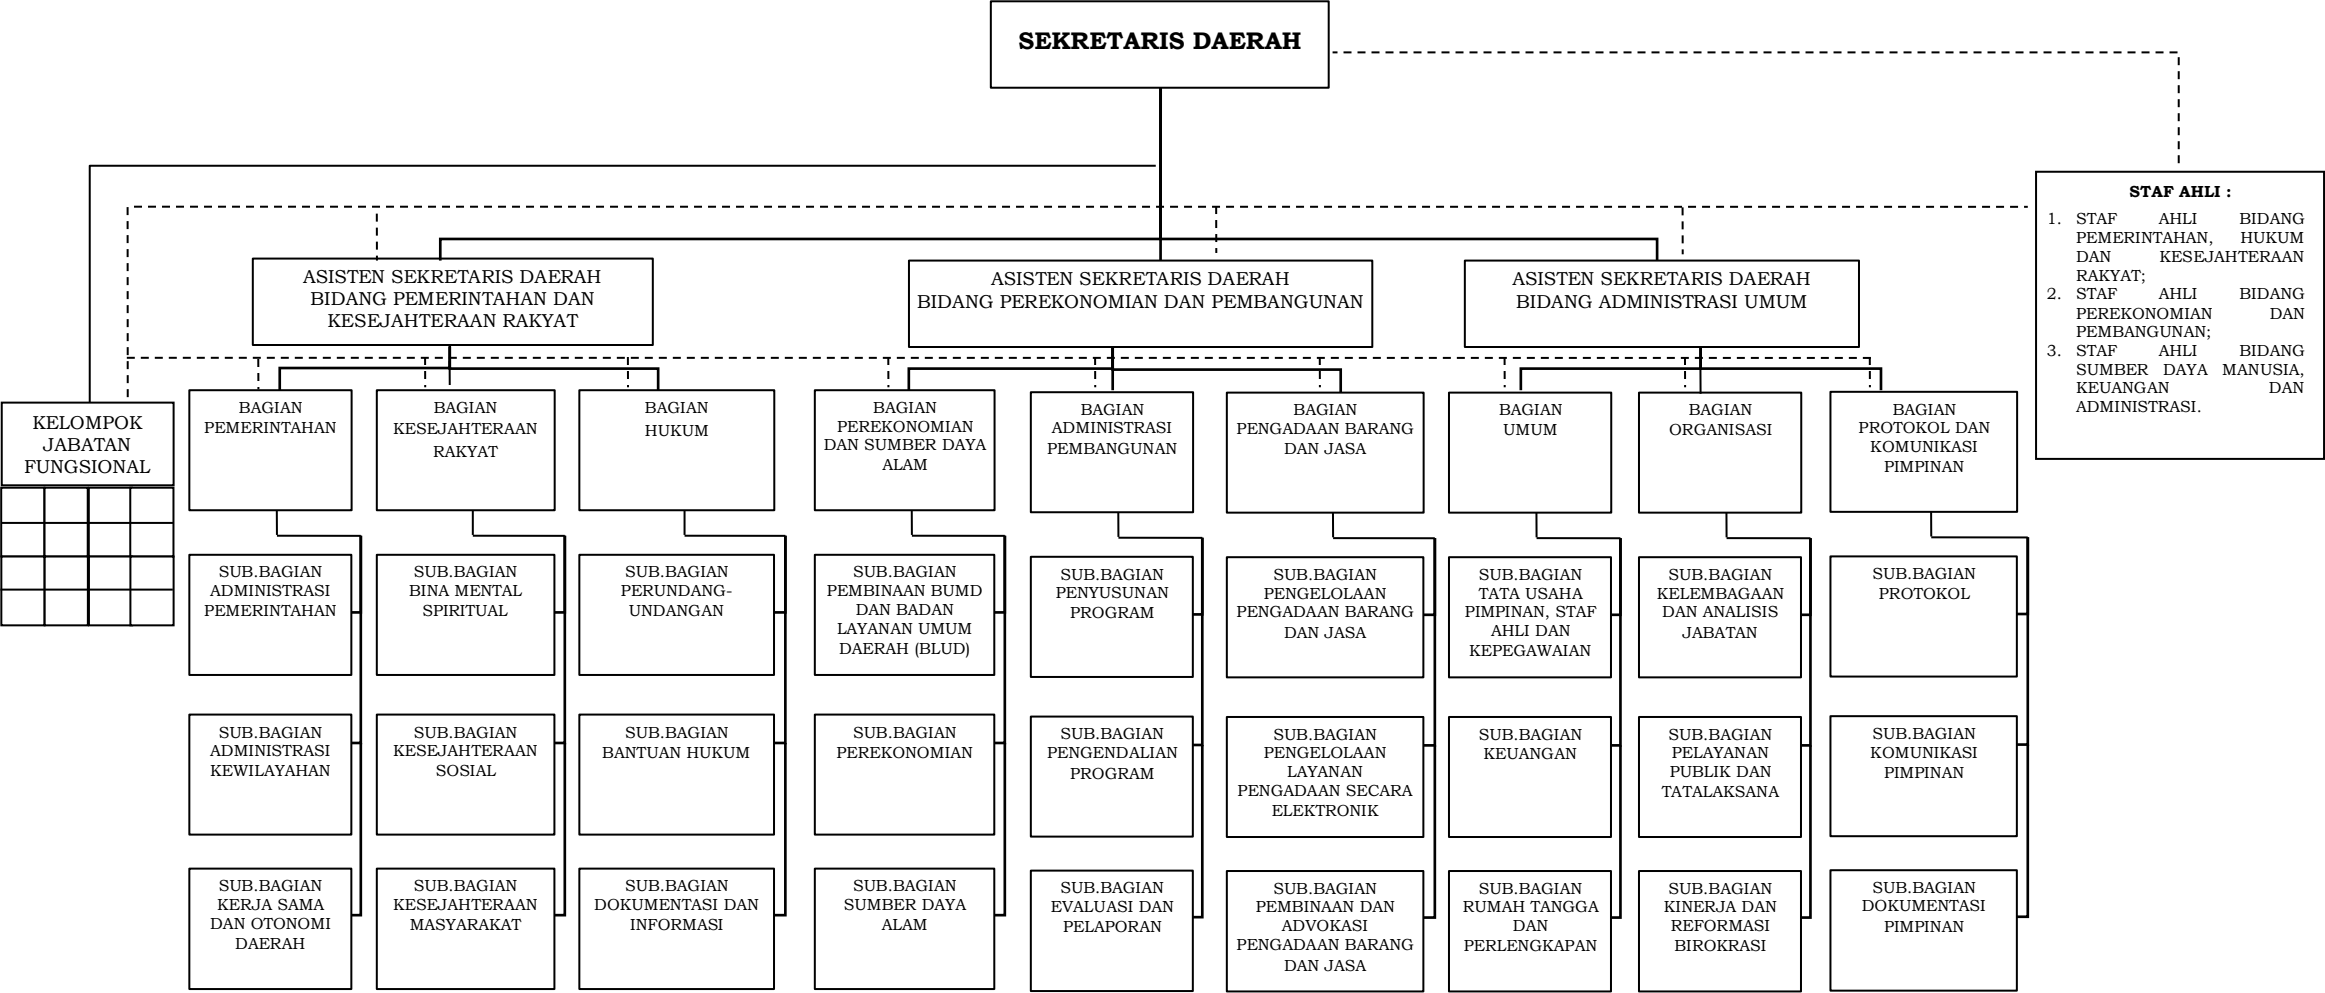 SEKRETARIS DAERAH
STAF AHLI :
1. STAF AHLI BIDANG
PEMERINTAHAN, HUKUM
DAN KESEJAHTERAAN
RAKYAT;
2. STAF AHLI BIDANG
PEREKONOMIAN DAN
PEMBANGUNAN;
3. STAF AHLI BIDANG
SUMBER DAYA MANUSIA,
KEUANGAN DAN
ADMINISTRASI.
ASISTEN SEKRETARIS DAERAH
BIDANG PEMERINTAHAN DAN
KESEJAHTERAAN RAKYAT
ASISTEN SEKRETARIS DAERAH
BIDANG PEREKONOMIAN DAN PEMBANGUNAN
ASISTEN SEKRETARIS DAERAH
BIDANG ADMINISTRASI UMUM
KELOMPOK
JABATAN
FUNGSIONAL
BAGIAN
PEMERINTAHAN
BAGIAN
KESEJAHTERAAN
RAKYAT
BAGIAN
HUKUM
BAGIAN
PEREKONOMIAN
DAN SUMBER DAYA
ALAM
BAGIAN
ADMINISTRASI
PEMBANGUNAN
BAGIAN
PENGADAAN BARANG
DAN JASA
BAGIAN
UMUM
BAGIAN
ORGANISASI
BAGIAN
PROTOKOL DAN
KOMUNIKASI
PIMPINAN
SUB.BAGIAN
ADMINISTRASI
PEMERINTAHAN
SUB.BAGIAN
BINA MENTAL
SPIRITUAL
SUB.BAGIAN
PERUNDANG-
UNDANGAN
SUB.BAGIAN
PEMBINAAN BUMD
DAN BADAN
LAYANAN UMUM
DAERAH (BLUD)
SUB.BAGIAN
PENYUSUNAN
PROGRAM
SUB.BAGIAN
PENGELOLAAN
PENGADAAN BARANG
DAN JASA
SUB.BAGIAN
TATA USAHA
PIMPINAN, STAF
AHLI DAN
KEPEGAWAIAN
SUB.BAGIAN
KELEMBAGAAN
DAN ANALISIS
JABATAN
SUB.BAGIAN
PROTOKOL
SUB.BAGIAN
ADMINISTRASI
KEWILAYAHAN
SUB.BAGIAN
KESEJAHTERAAN
SOSIAL
SUB.BAGIAN
BANTUAN HUKUM
SUB.BAGIAN
PEREKONOMIAN
SUB.BAGIAN
PENGENDALIAN
PROGRAM
SUB.BAGIAN
PENGELOLAAN
LAYANAN
PENGADAAN SECARA
ELEKTRONIK
SUB.BAGIAN
KEUANGAN
SUB.BAGIAN
PELAYANAN
PUBLIK DAN
TATALAKSANA
SUB.BAGIAN
KOMUNIKASI
PIMPINAN
SUB.BAGIAN
KERJA SAMA
DAN OTONOMI
DAERAH
SUB.BAGIAN
KESEJAHTERAAN
MASYARAKAT
SUB.BAGIAN
DOKUMENTASI DAN
INFORMASI
SUB.BAGIAN
SUMBER DAYA
ALAM
SUB.BAGIAN
EVALUASI DAN
PELAPORAN
SUB.BAGIAN
PEMBINAAN DAN
ADVOKASI
PENGADAAN BARANG
DAN JASA
SUB.BAGIAN
RUMAH TANGGA
DAN
PERLENGKAPAN
SUB.BAGIAN
KINERJA DAN
REFORMASI
BIROKRASI
SUB.BAGIAN
DOKUMENTASI
PIMPINAN